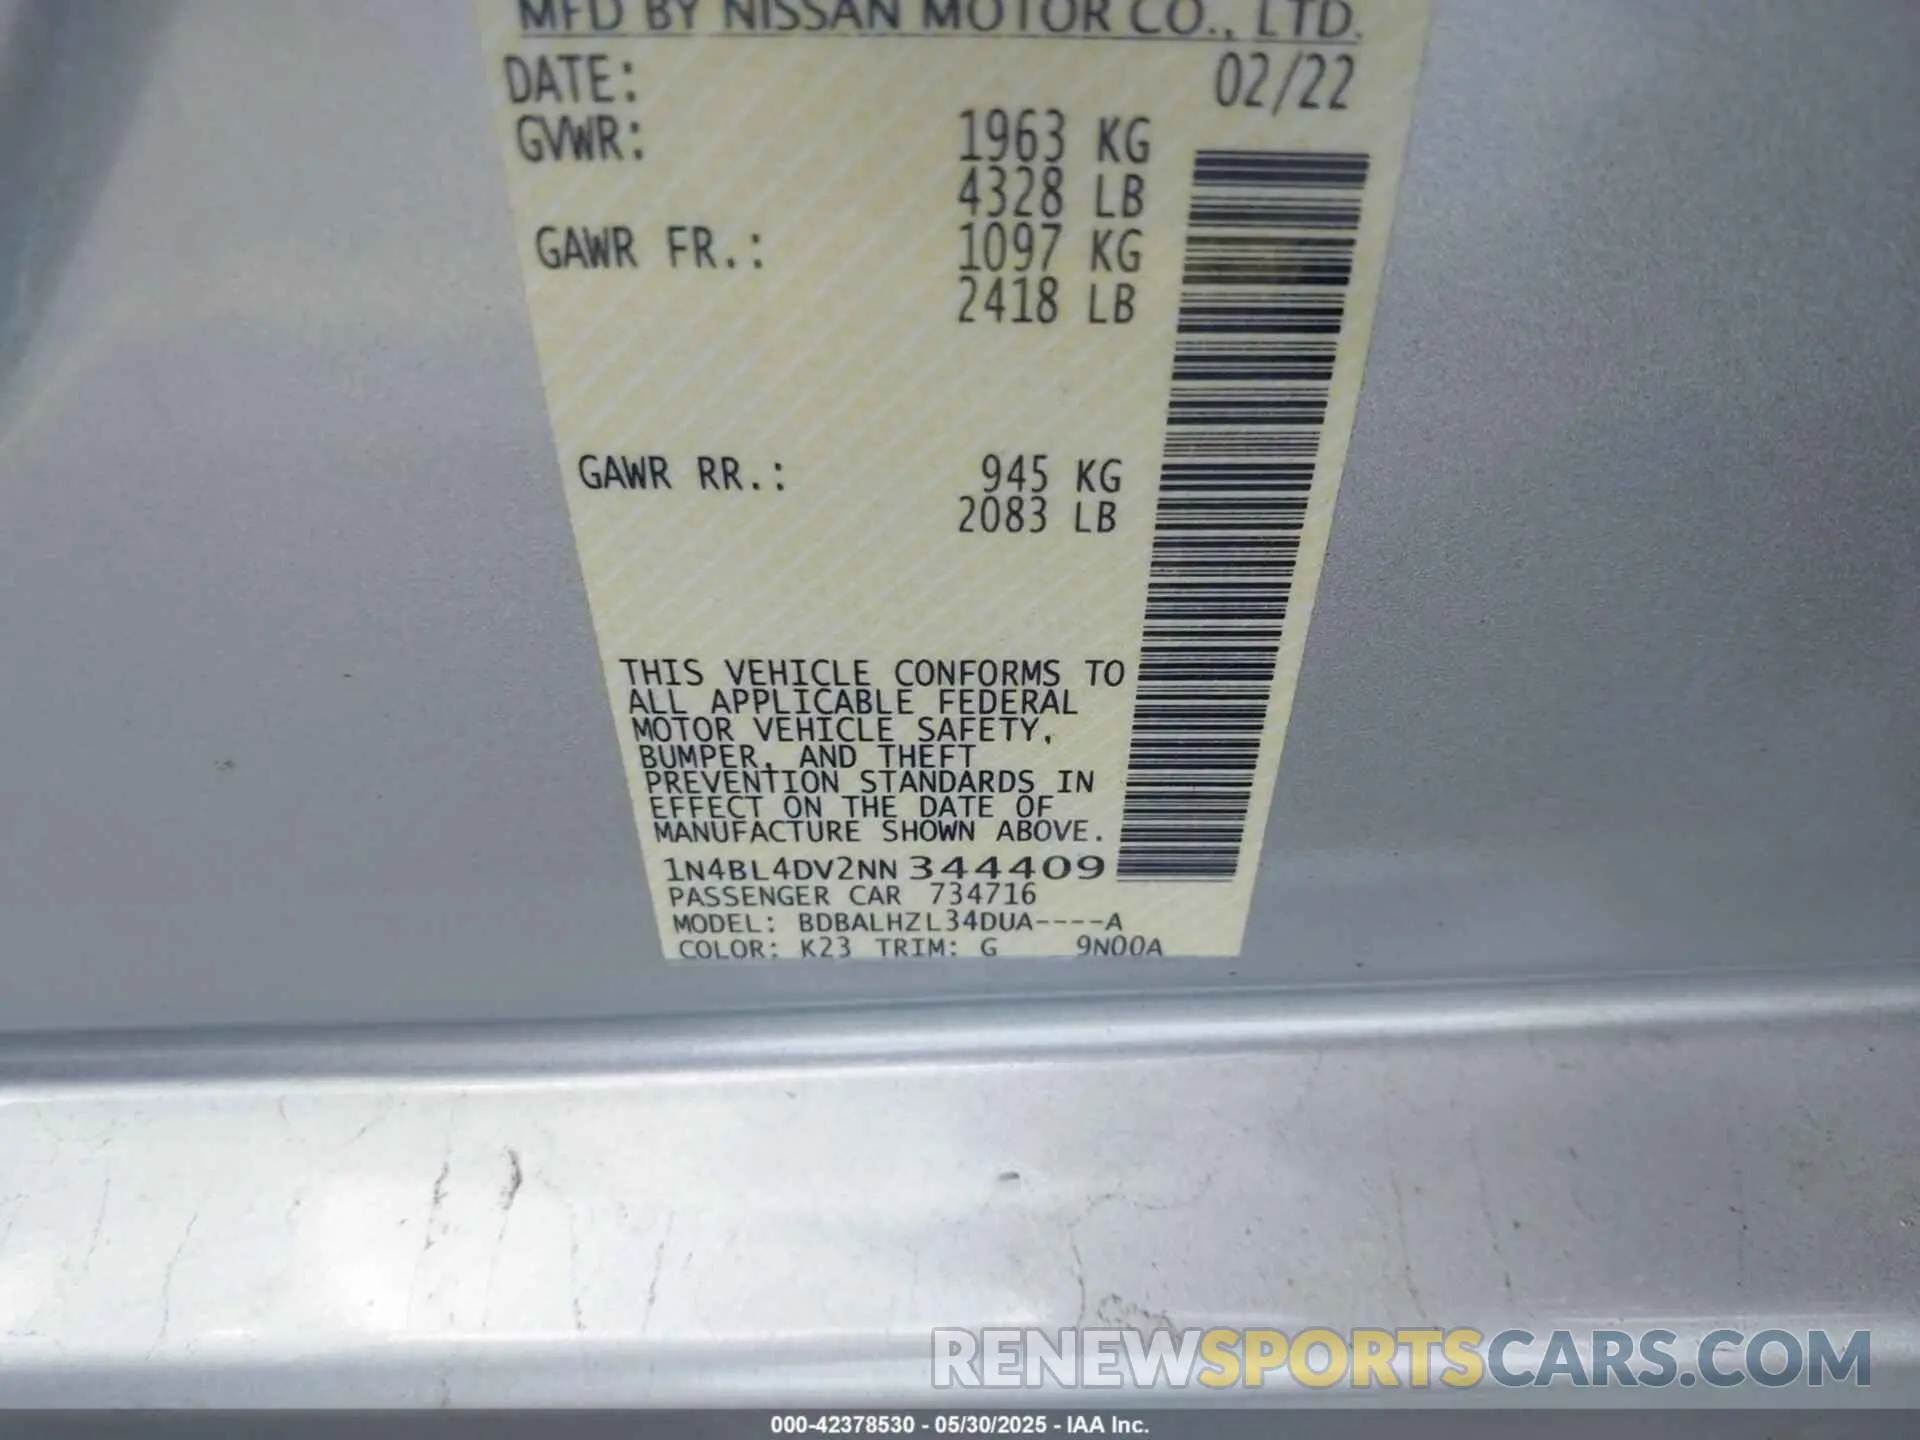 MFD BY NISSAN MOTOR CO., LTD.
DATE: 02/22
GVWR: 1963 KG
4328 LB
GAWR FR.: 1097 KG
2418 LB
GAWR RR.: 945 KG
2083 LB
THIS VEHICLE CONFORMS TO
ALL APPLICABLE FEDERAL
MOTOR VEHICLE SAFETY,
BUMPER, AND THEFT
PREVENTION STANDARDS IN
EFFECT ON THE DATE OF
MANUFACTURE SHOWN ABOVE.
1N4BL4DV2NN 344409
PASSENGER CAR 734716
MODEL: BDBALHZL34DUA----A
COLOR: K23 TRIM: G 9N00A
RENEWSPORTSCARS.COM
000-42378530 - 05/30/2025 - IAA Inc.